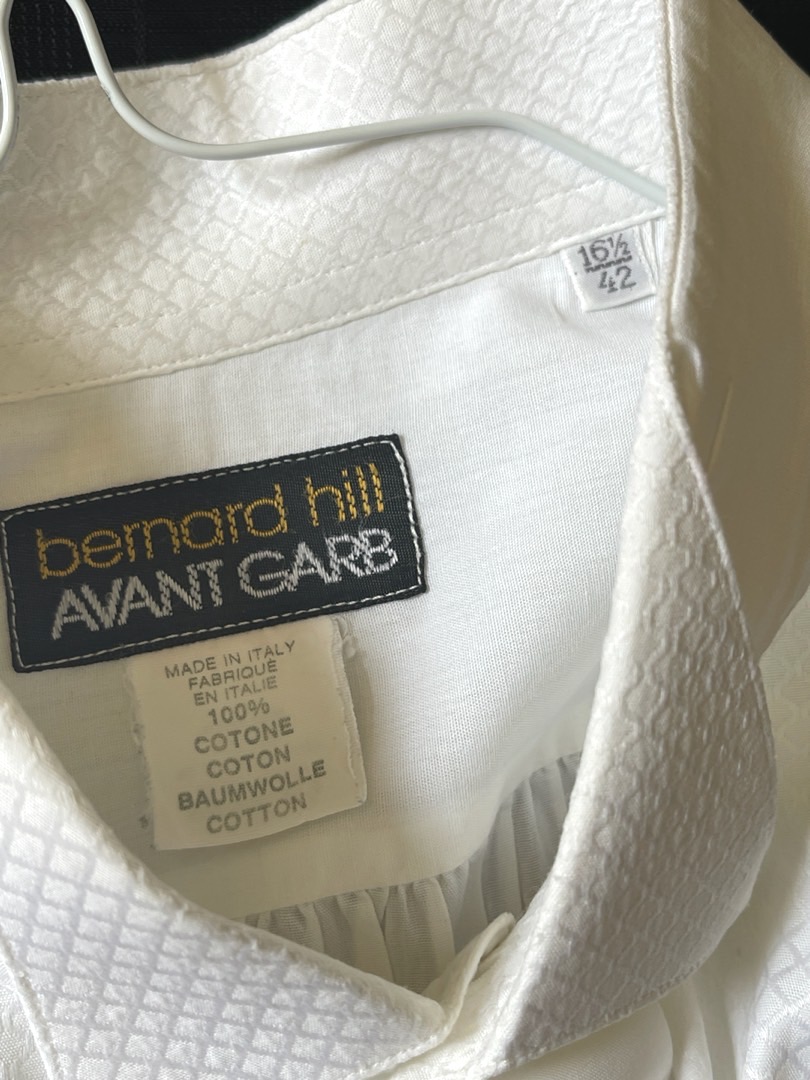 16½
42
bernard hill
AVANT GARB
MADE IN ITALY
FABRIQUÉ
EN ITALIE
100%
COTONE
COTON
BAUMWOLLE
COTTON